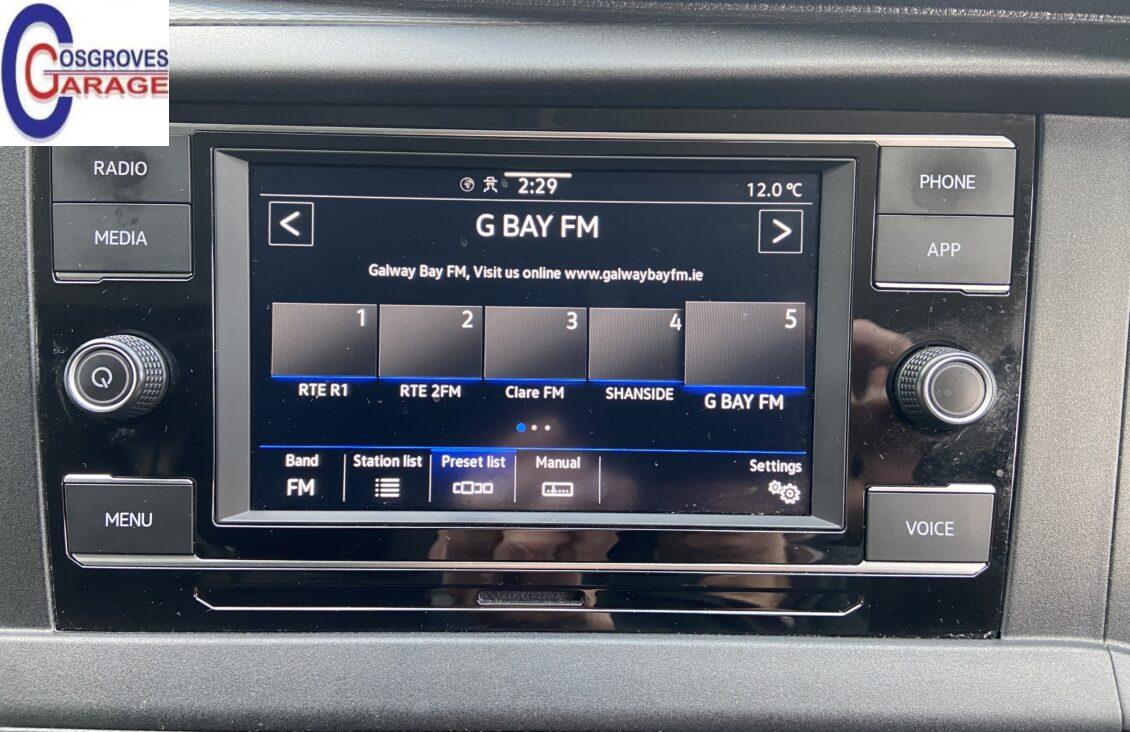 COSGROVES
GARAGE
RADIO
MEDIA
MENU
PHONE
APP
VOICE
2:29
12.0 °C
<
G BAY FM
>
Galway Bay FM, Visit us online www.galwaybayfm.ie
1 2 3 4 5
RTE R1 RTE 2FM Clare FM SHANSIDE G BAY FM
Band Station list Preset list Manual Settings
FM